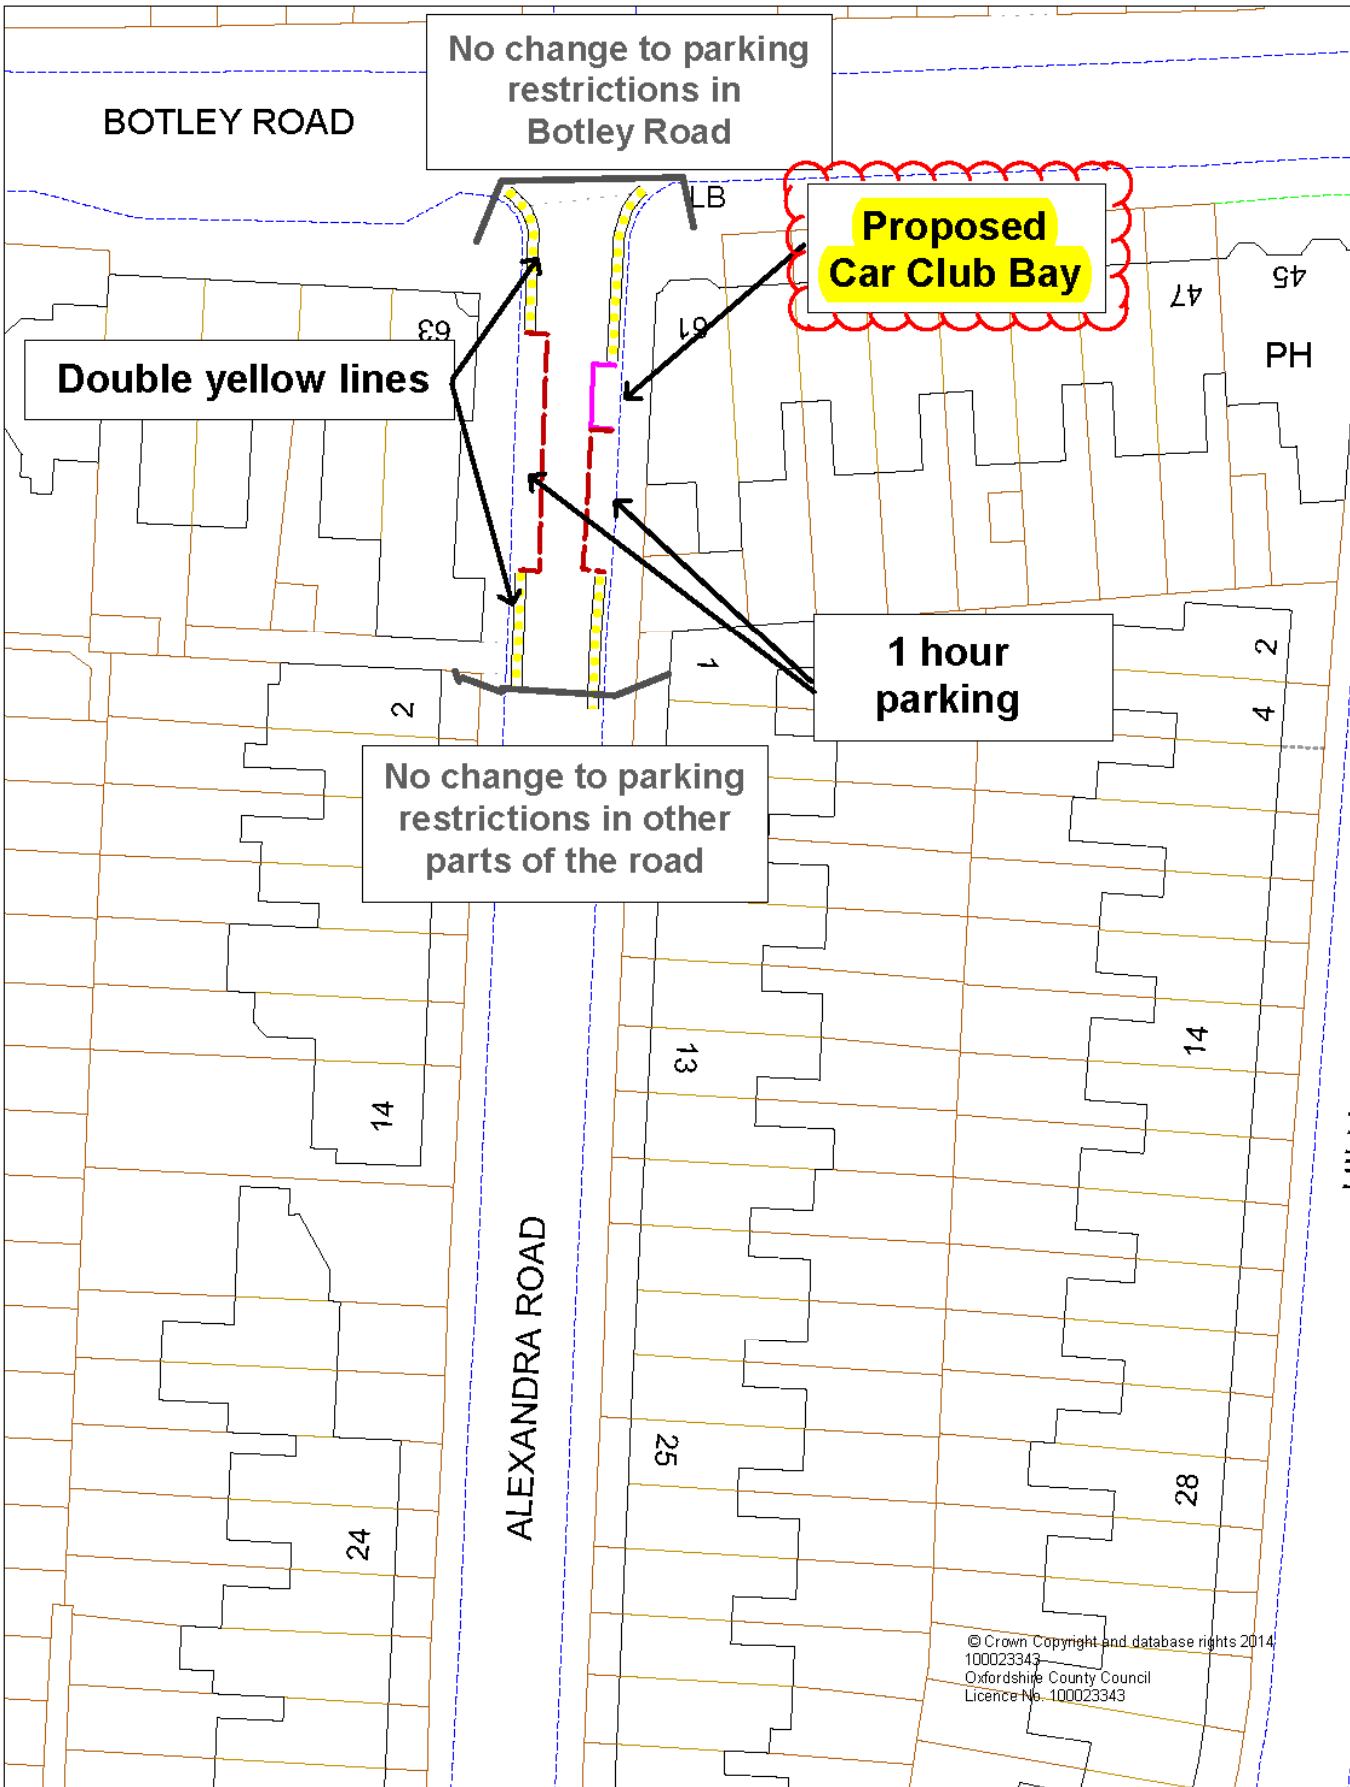 No change to parking
restrictions in
Botley Road
BOTLEY ROAD
LB
Proposed
Car Club Bay
45
47
63
61
PH
Double yellow lines
1 hour
parking
1
2
2
4
No change to parking
restrictions in other
parts of the road
13
14
14
ALEXANDRA ROAD
25
28
24
© Crown Copyright and database rights 2014
100023343
Oxfordshire County Council
Licence No. 100023343